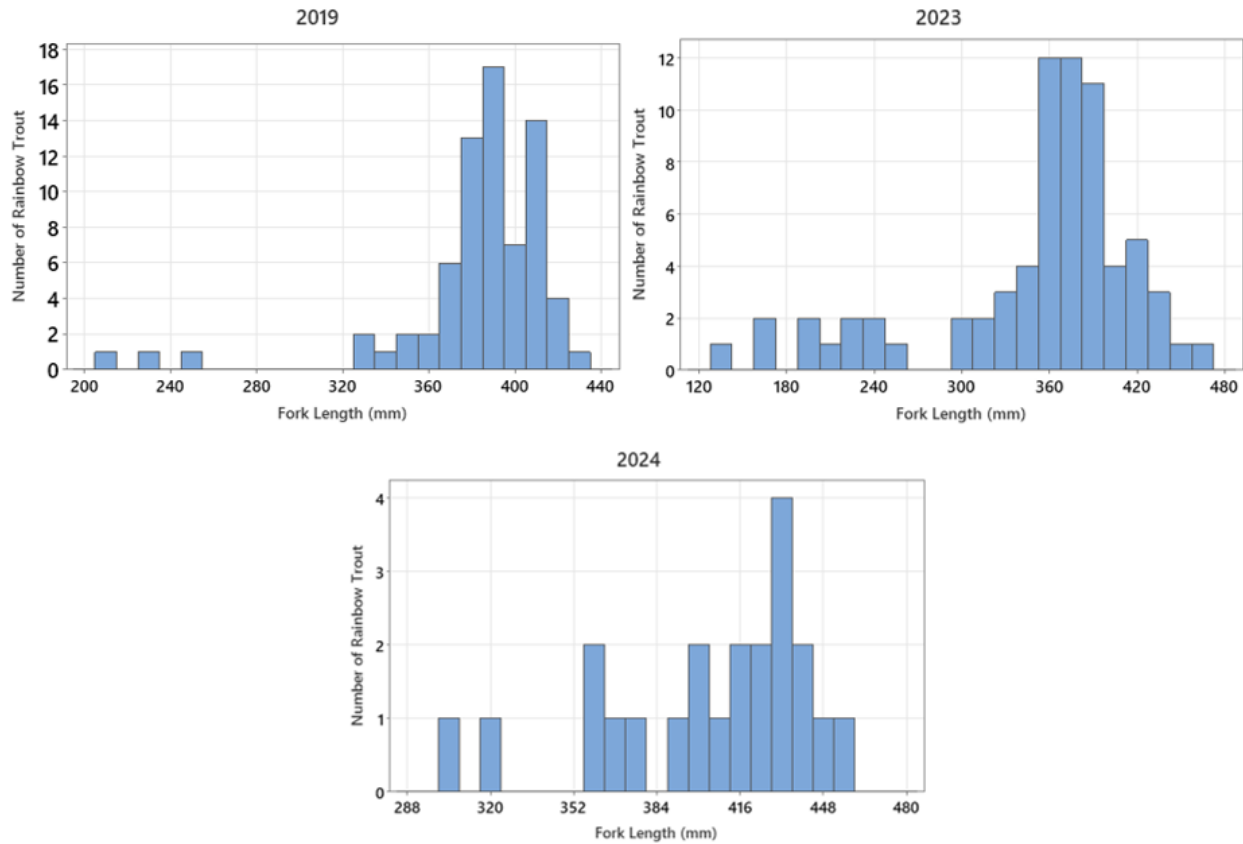 2019
Number of Rainbow Trout
18
16
14
12
10
8
6
4
2
0
200 240 280 320 360 400 440
Fork Length (mm)
2023
Number of Rainbow Trout
12
10
8
6
4
2
0
120 180 240 300 360 420 480
Fork Length (mm)
2024
Number of Rainbow Trout
4
3
2
1
0
288 320 352 384 416 448 480
Fork Length (mm)